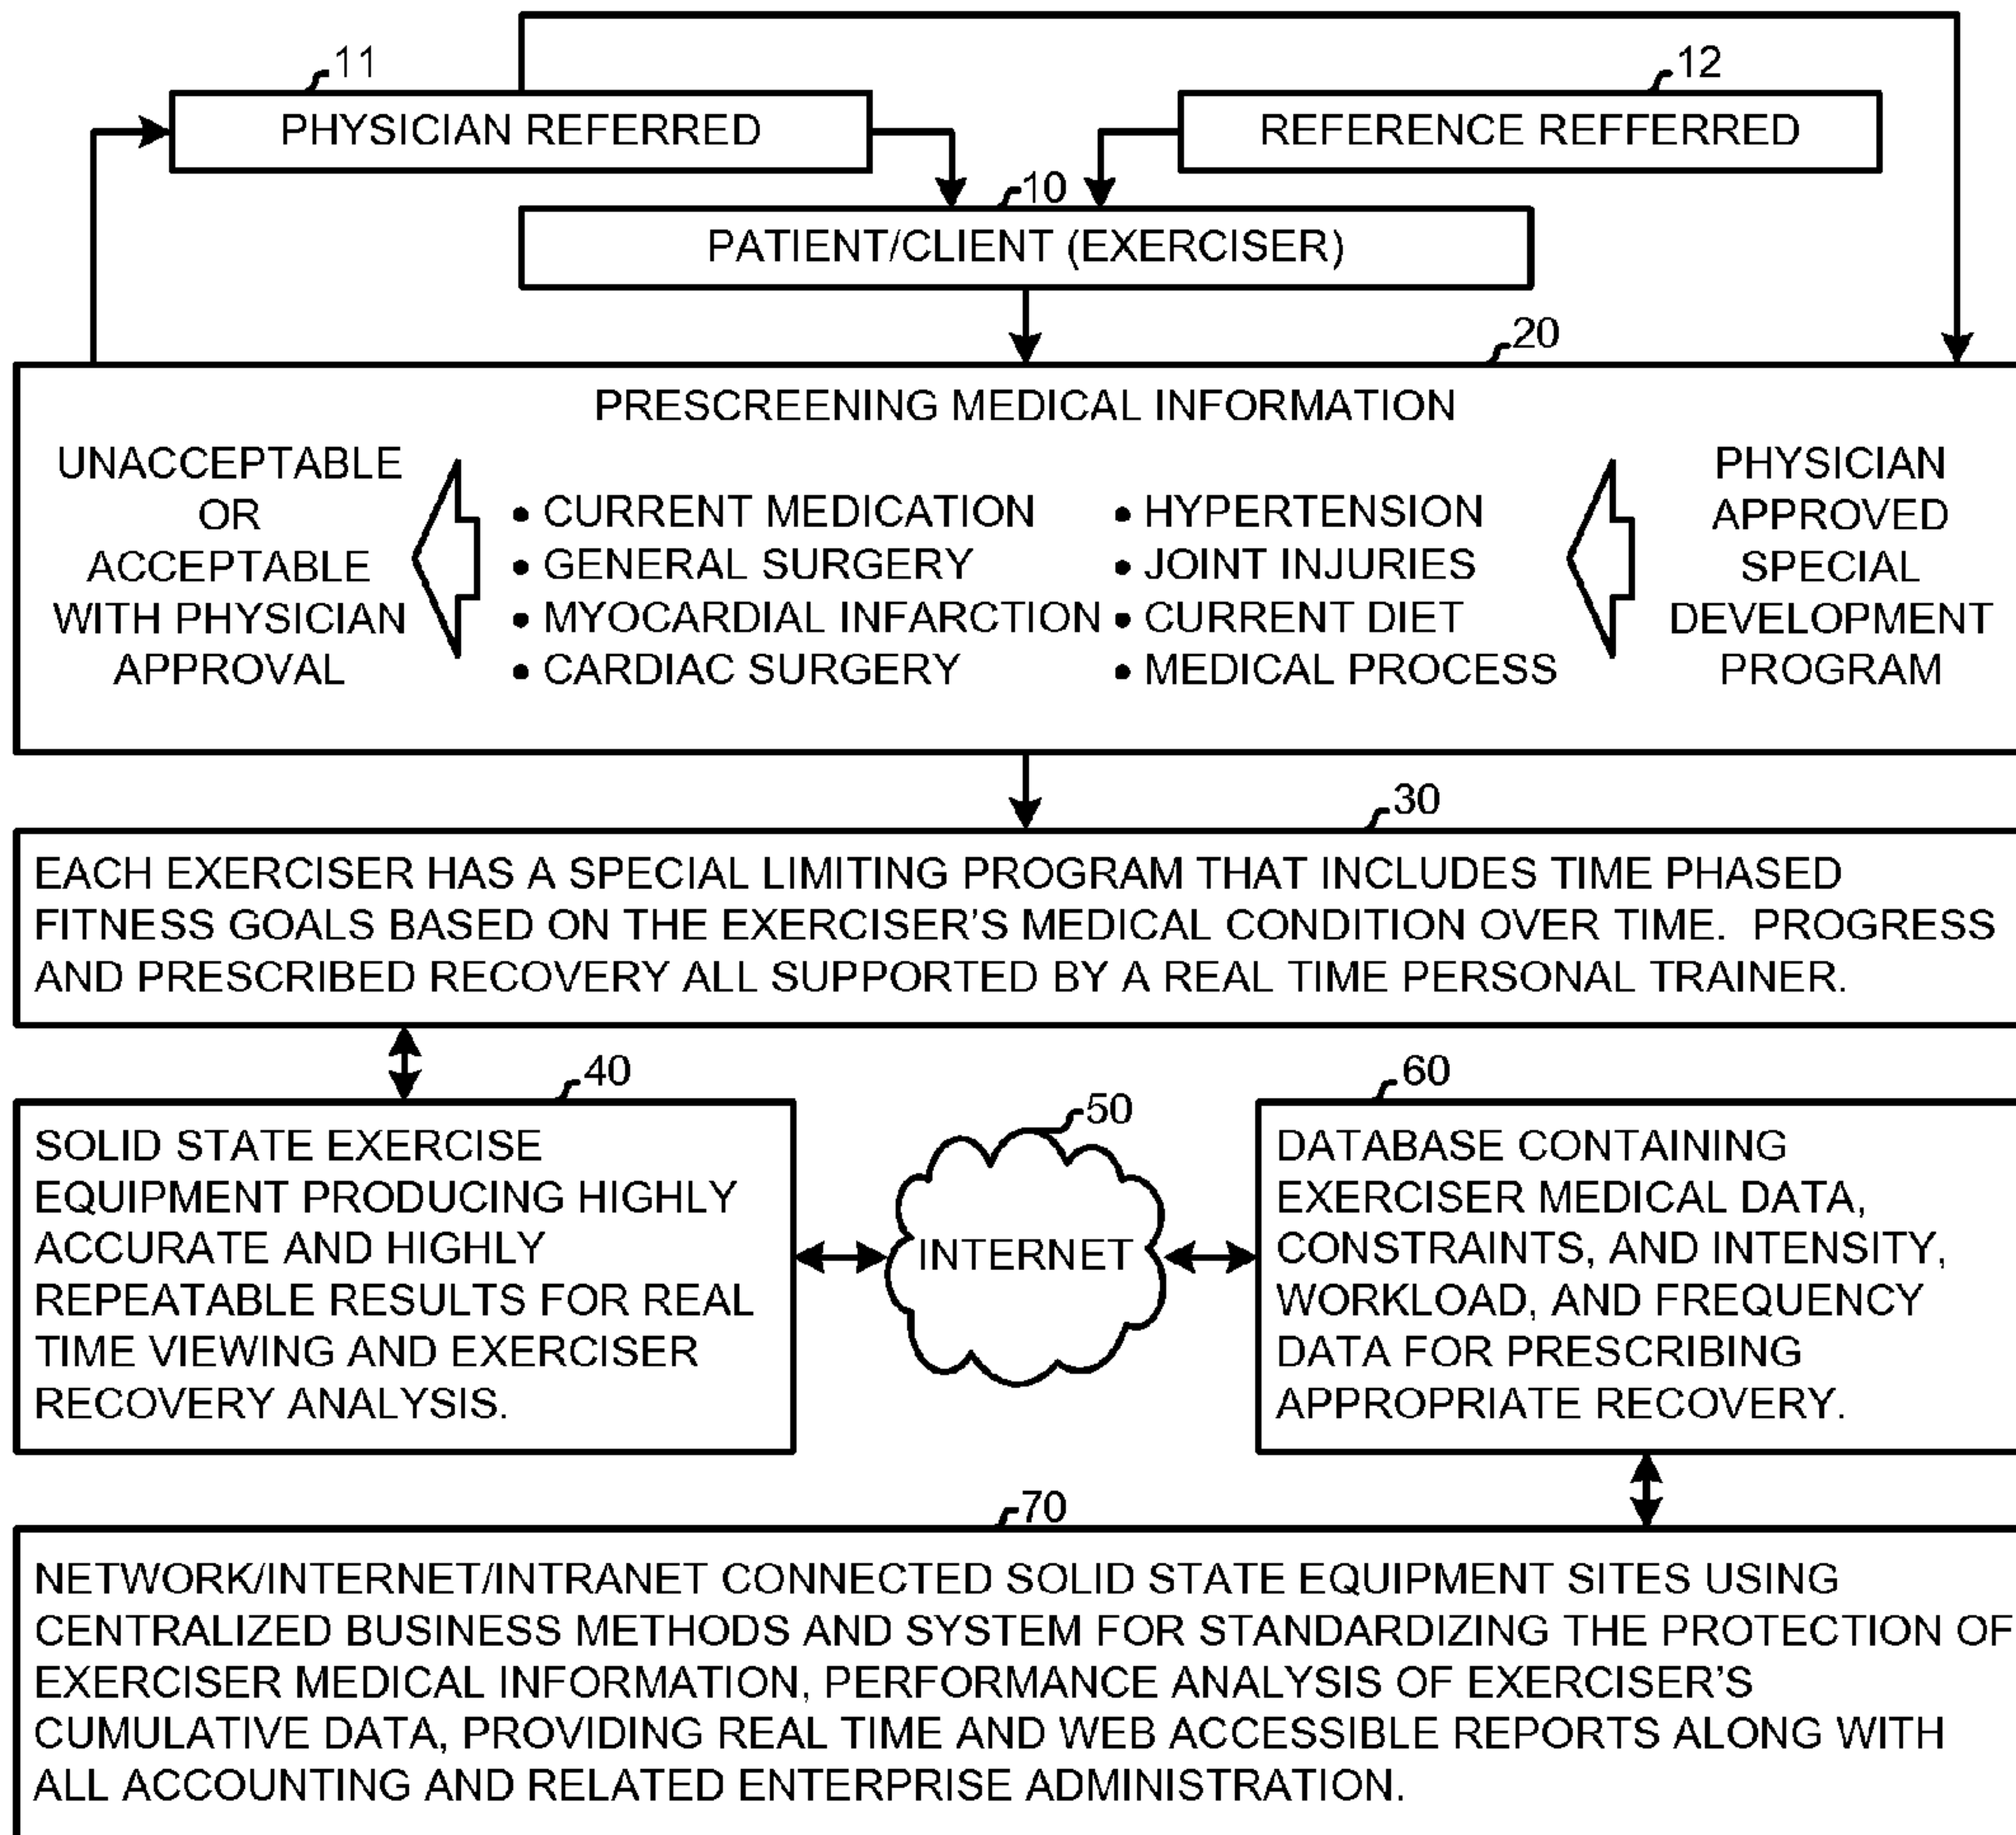 11
PHYSICIAN REFERRED
12
REFERENCE REFFERRED
10
PATIENT/CLIENT (EXERCISER)
20
PRESCREENING MEDICAL INFORMATION
UNACCEPTABLE
OR
ACCEPTABLE
WITH PHYSICIAN
APPROVAL
• CURRENT MEDICATION
• GENERAL SURGERY
• MYOCARDIAL INFARCTION
• CARDIAC SURGERY
• HYPERTENSION
• JOINT INJURIES
• CURRENT DIET
• MEDICAL PROCESS
PHYSICIAN
APPROVED
SPECIAL
DEVELOPMENT
PROGRAM
30
EACH EXERCISER HAS A SPECIAL LIMITING PROGRAM THAT INCLUDES TIME PHASED
FITNESS GOALS BASED ON THE EXERCISER'S MEDICAL CONDITION OVER TIME. PROGRESS
AND PRESCRIBED RECOVERY ALL SUPPORTED BY A REAL TIME PERSONAL TRAINER.
40
SOLID STATE EXERCISE
EQUIPMENT PRODUCING HIGHLY
ACCURATE AND HIGHLY
REPEATABLE RESULTS FOR REAL
TIME VIEWING AND EXERCISER
RECOVERY ANALYSIS.
50
INTERNET
60
DATABASE CONTAINING
EXERCISER MEDICAL DATA,
CONSTRAINTS, AND INTENSITY,
WORKLOAD, AND FREQUENCY
DATA FOR PRESCRIBING
APPROPRIATE RECOVERY.
70
NETWORK/INTERNET/INTRANET CONNECTED SOLID STATE EQUIPMENT SITES USING
CENTRALIZED BUSINESS METHODS AND SYSTEM FOR STANDARDIZING THE PROTECTION OF
EXERCISER MEDICAL INFORMATION, PERFORMANCE ANALYSIS OF EXERCISER'S
CUMULATIVE DATA, PROVIDING REAL TIME AND WEB ACCESSIBLE REPORTS ALONG WITH
ALL ACCOUNTING AND RELATED ENTERPRISE ADMINISTRATION.